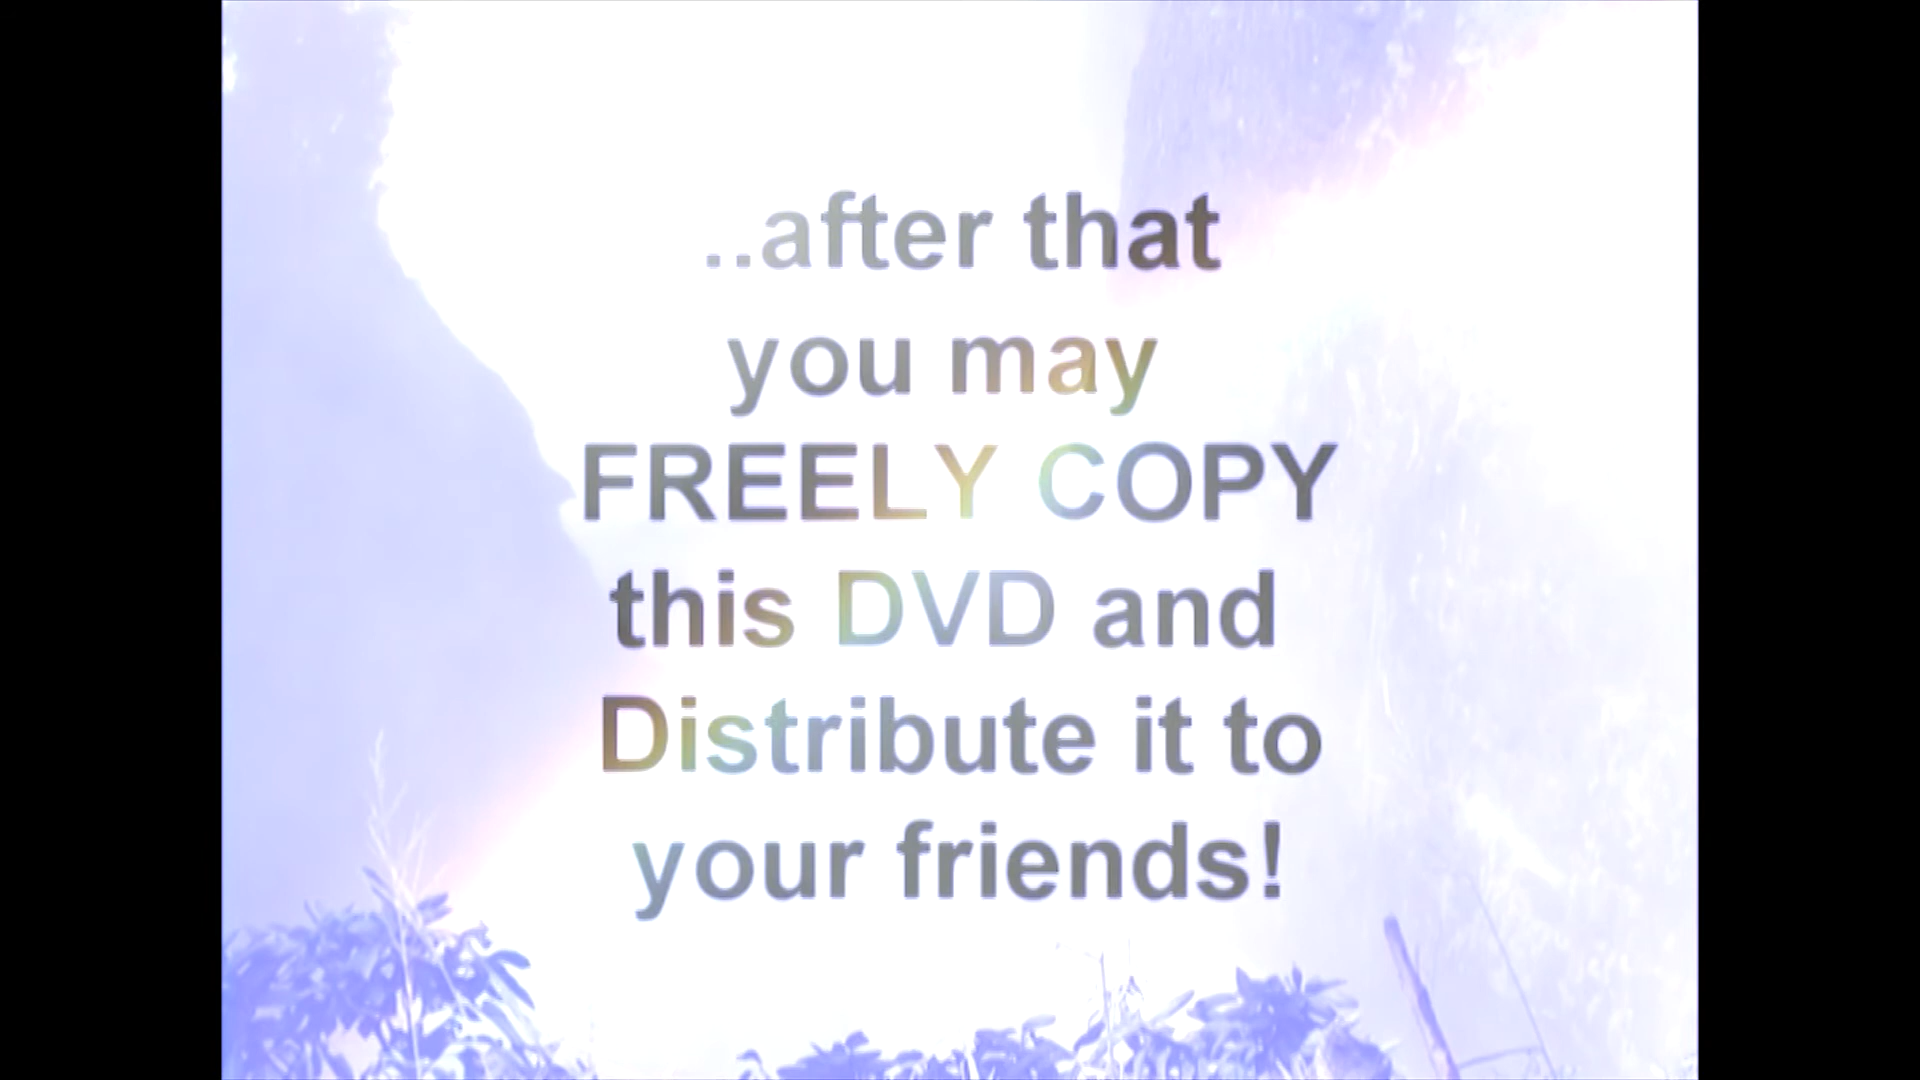 ..after that
you may
FREELY COPY
this DVD and
Distribute it to
your friends!